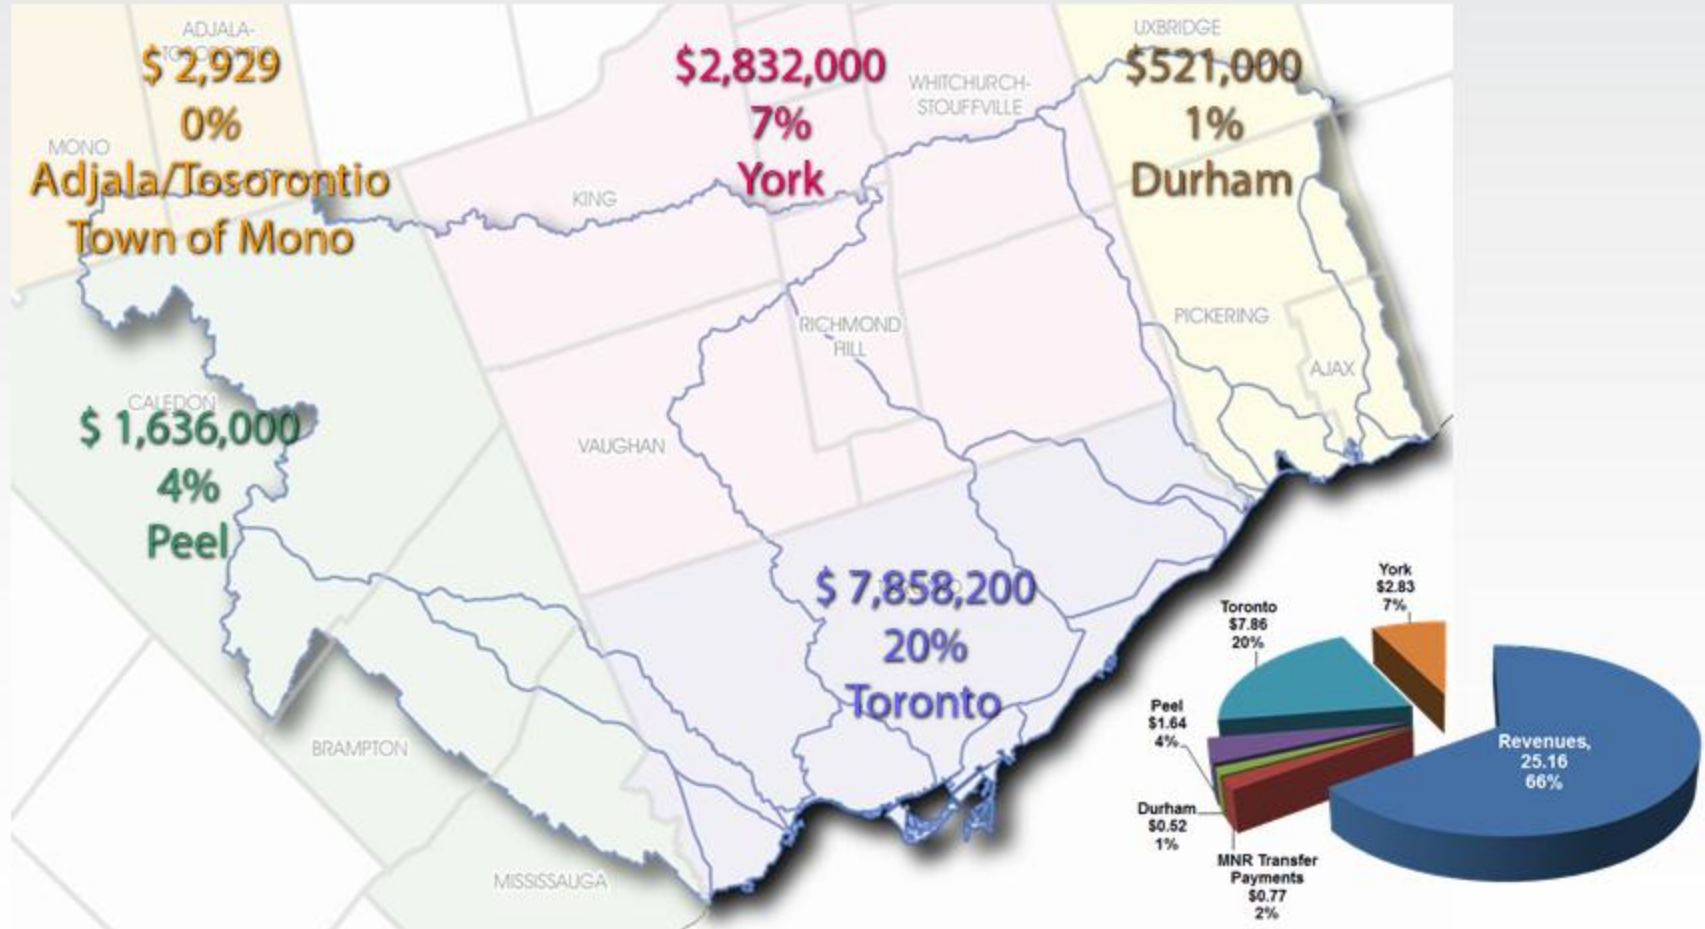 ADJALA-
$ 2,929
0%
Adjala/Tosorontio
Town of Mono
MONO
$2,832,000
7%
York
WHITCHURCH-
STOUFFVILLE
UXBRIDGE
$521,000
1%
Durham
KING
CALEDON
$ 1,636,000
4%
Peel
VAUGHAN
RICHMOND
HILL
PICKERING
AJAX
$ 7,858,200
20%
Toronto
BRAMPTON
MISSISSAUGA
York
$2.83
7%
Toronto
$7.86
20%
Peel
$1.64
4%
Durham
$0.52
1%
MNR Transfer
Payments
$0.77
2%
Revenues,
25.16
66%